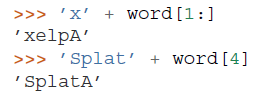 >>> ’x’ + word[1:]
’xelpA’
>>> ’Splat’ + word[4]
’SplatA’